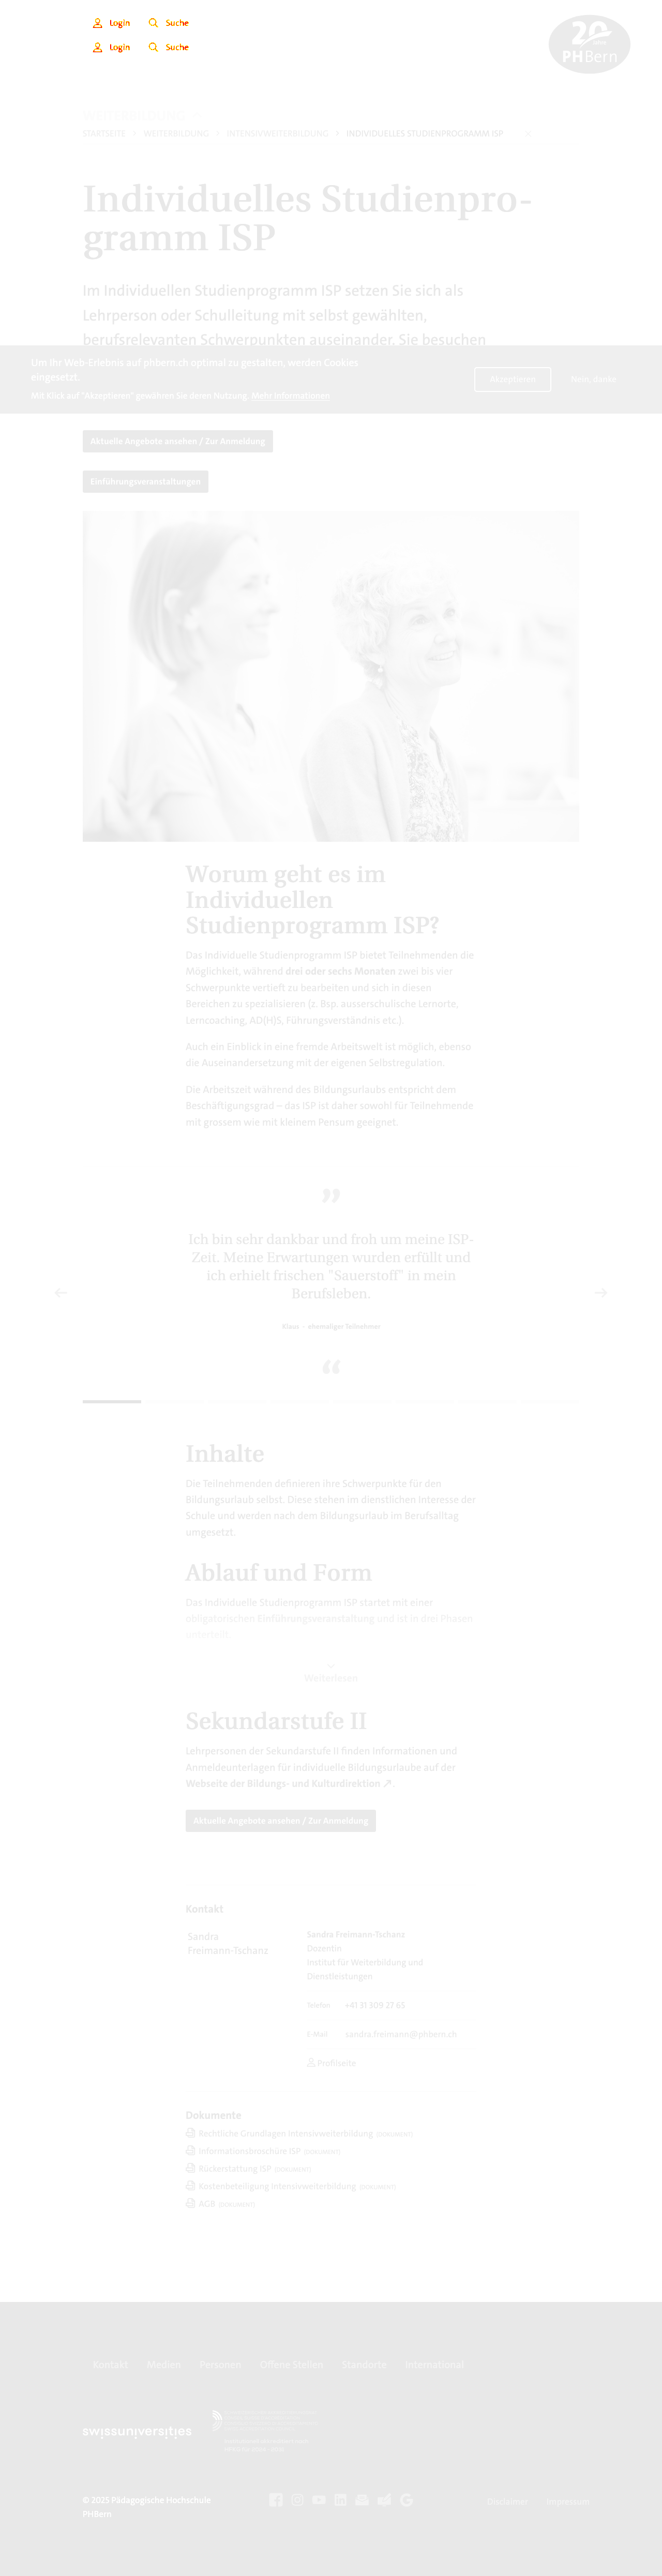 Login Suche
Login Suche
20
PHBern
STARTSEITE > WEITERBILDUNG > INTENSIVWEITERBILDUNG > INDIVIDUELLES STUDIENPROGRAMM ISP
Individuelles Studienpro-
gramm ISP
Im Individuellen Studienprogramm ISP setzen Sie sich als
Lehrperson oder Schulleitung mit selbst gewählten,
berufsrelevanten Schwerpunkten auseinander. Sie besuchen
Um Ihr Web-Erlebnis auf phbern.ch optimal zu gestalten, werden Cookies
eingesetzt.
Mit Klick auf "Akzeptieren" gewähren Sie deren Nutzung. Mehr Informationen
Akzeptieren
Nein, danke
Aktuelle Angebote ansehen / Zur Anmeldung
Einführungsveranstaltungen
Worum geht es im
Individuellen
Studienprogramm ISP?
Das Individuelle Studienprogramm ISP bietet Teilnehmenden die
Möglichkeit, während drei oder sechs Monaten zwei bis vier
Schwerpunkte vertieft zu bearbeiten und sich in diesen
Bereichen zu spezialisieren (z. Bsp. ausserschulische Lernorte,
Lerncoaching, AD(H)S, Führungsverständnis etc.).
Auch ein Einblick in eine fremde Arbeitswelt ist möglich, ebenso
die Auseinandersetzung mit der eigenen Selbstregulation.
Die Arbeitszeit während des Bildungsurlaubs entspricht dem
Beschäftigungsgrad – das ISP ist daher sowohl für Teilnehmende
mit grossem wie mit kleinem Pensum geeignet.
”
Ich bin sehr dankbar und froh um meine ISP-
Zeit. Meine Erwartungen wurden erfüllt und
ich erhielt frischen "Sauerstoff" in mein
Berufsleben.
Klaus - ehemaliger Teilnehmer
“
Inhalte
Die Teilnehmenden definieren ihre Schwerpunkte für den
Bildungsurlaub selbst. Diese stehen im dienstlichen Interesse der
Schule und werden nach dem Bildungsurlaub im Berufsalltag
umgesetzt.
Ablauf und Form
Das Individuelle Studienprogramm ISP startet mit einer
obligatorischen Einführungsveranstaltung und ist in drei Phasen
unterteilt.
Weiterlesen
Sekundarstufe II
Lehrpersonen der Sekundarstufe II finden Informationen und
Anmeldeunterlagen für individuelle Bildungsurlaube auf der
Webseite der Bildungs- und Kulturdirektion ↗.
Aktuelle Angebote ansehen / Zur Anmeldung
Kontakt
Sandra
Freimann-Tschanz
Sandra Freimann-Tschanz
Dozentin
Institut für Weiterbildung und
Dienstleistungen
Telefon +41 31 309 27 65
E-Mail sandra.freimann@phbern.ch
Profilseite
Dokumente
Rechtliche Grundlagen Intensivweiterbildung (DOKUMENT)
Informationsbroschüre ISP (DOKUMENT)
Rückerstattung ISP (DOKUMENT)
Kostenbeteiligung Intensivweiterbildung (DOKUMENT)
AGB (DOKUMENT)
Kontakt Medien Personen Offene Stellen Standorte International
swissuniversities
© 2025 Pädagogische Hochschule
PHBern
Disclaimer Impressum